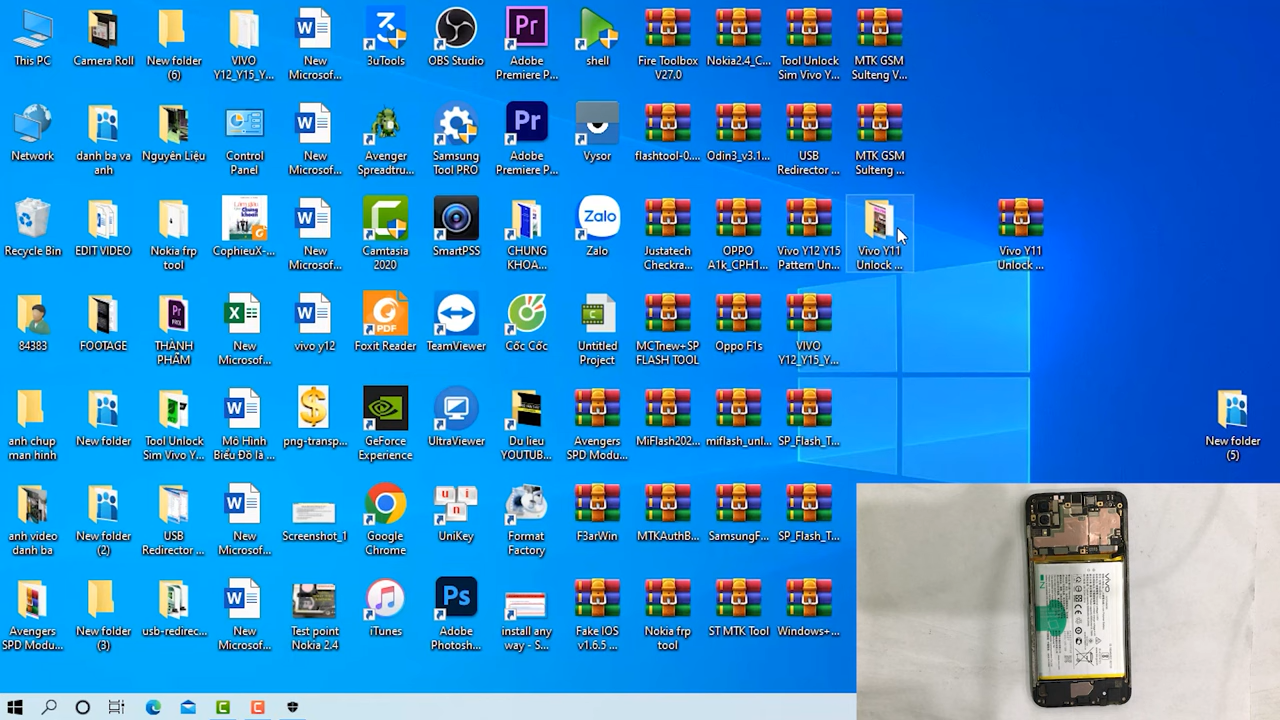 This PC
Camera Roll
New folder
(6)
VIVO
Y12_Y15_Y...
New
Microsof...
3uTools
OBS Studio
Adobe
Premiere P...
shell
Fire Toolbox
V27.0
Nokia2.4_C...
Tool Unlock
Sim Vivo Y...
MTK GSM
Sulteng V...
Network
danh ba va
anh
Nguyên Liệu
Control
Panel
New
Microsof...
Avenger
Spreadtru...
Samsung
Tool PRO
Adobe
Premiere P...
Vysor
flashtool-0....
Odin3_v3.1...
USB
Redirector ...
MTK GSM
Sulteng ...
Recycle Bin
EDIT VIDEO
Nokia frp
tool
CophieuX-...
New
Microsof...
Camtasia
2020
SmartPSS
CHUNG
KHOA...
Zalo
Justatech
Checkra...
OPPO
A1k_CPH1...
Vivo Y12 Y15
Pattern Un...
Vivo Y11
Unlock ...
Vivo Y11
Unlock ...
84383
FOOTAGE
THÀNH
PHẨM
New
Microsof...
vivo y12
Foxit Reader
TeamViewer
Cốc Cốc
Untitled
Project
MCTnew+SP
FLASH TOOL
Oppo F1s
VIVO
Y12_Y15_Y...
anh chup
man hinh
New folder
Tool Unlock
Sim Vivo Y...
Mô Hình
Biểu Đồ là ...
png-transp...
GeForce
Experience
UltraViewer
Du lieu
YOUTUB...
Avengers
SPD Modu...
MiFlash202...
miflash_unl...
SP_Flash_T...
New folder
(5)
anh video
danh ba
New folder
(2)
USB
Redirector ...
New
Microsof...
Screenshot_1
Google
Chrome
UniKey
Format
Factory
F3arWin
MTKAuthB...
SamsungF...
SP_Flash_T...
Avengers
SPD Modu...
New folder
(3)
usb-redirec...
New
Microsof...
Test point
Nokia 2.4
iTunes
Adobe
Photosh...
install any
way - S...
Fake IOS
v1.6.5 ...
Nokia frp
tool
ST MTK Tool
Windows+...
vivo